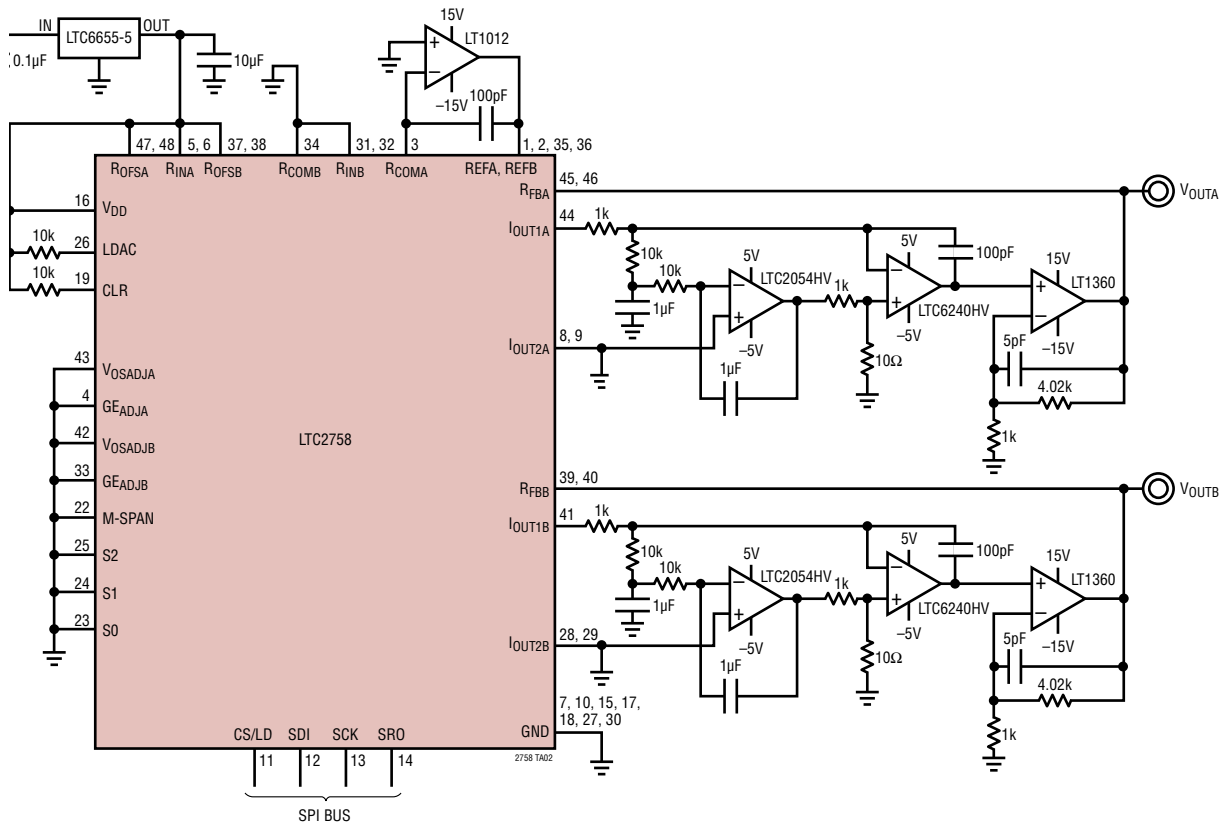 IN
LTC6655-5
OUT
0.1µF
10µF
15V
LT1012
–15V
100pF
47, 48
5, 6
37, 38
34
31, 32
3
1, 2, 35, 36
ROFSA
RINA
ROFSB
RCOMB
RINB
RCOMA
REFA, REFB
16
VDD
10k
26
LDAC
10k
19
CLR
43
VOSADJA
4
GEADJA
42
VOSADJB
33
GEADJB
22
M-SPAN
25
S2
24
S1
23
S0
LTC2758
RFBA
45, 46
VOUTA
IOUT1A
44
1k
10k
10k
1µF
5V
LTC2054HV
–5V
1µF
1k
10Ω
5V
LTC6240HV
–5V
100pF
15V
LT1360
–15V
5pF
4.02k
1k
IOUT2A
8, 9
RFBB
39, 40
VOUTB
IOUT1B
41
1k
10k
10k
1µF
5V
LTC2054HV
–5V
1µF
1k
10Ω
5V
LTC6240HV
–5V
100pF
15V
LT1360
–15V
5pF
4.02k
1k
IOUT2B
28, 29
GND
7, 10, 15, 17,
18, 27, 30
2758 TA02
CS/LD
SDI
SCK
SRO
11
12
13
14
SPI BUS